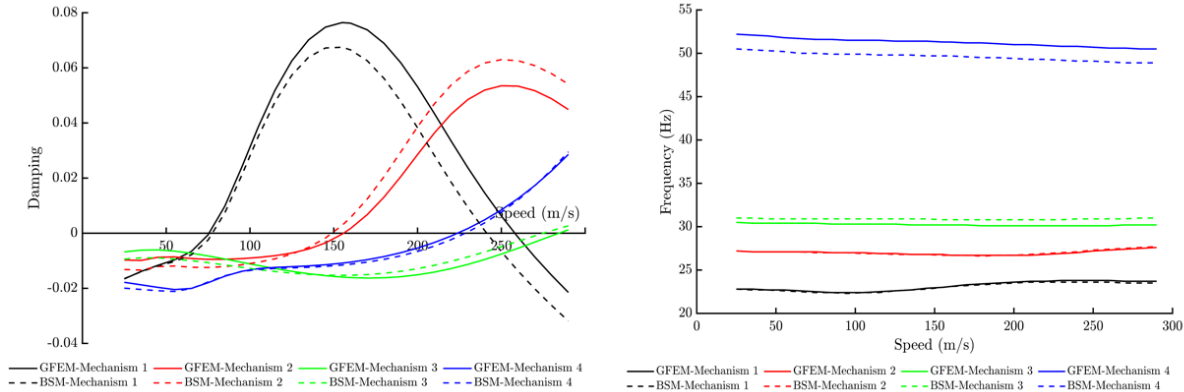 0.08
0.06
0.04
0.02
0
-0.02
-0.04
Damping
50
100
150
200
250
Speed (m/s)
GFEM-Mechanism 1 GFEM-Mechanism 2 GFEM-Mechanism 3 GFEM-Mechanism 4
BSM-Mechanism 1 BSM-Mechanism 2 BSM-Mechanism 3 BSM-Mechanism 4
55
50
45
40
35
30
25
20
Frequency (Hz)
0 50 100 150 200 250 300
Speed (m/s)
GFEM-Mechanism 1 GFEM-Mechanism 2 GFEM-Mechanism 3 GFEM-Mechanism 4
BSM-Mechanism 1 BSM-Mechanism 2 BSM-Mechanism 3 BSM-Mechanism 4